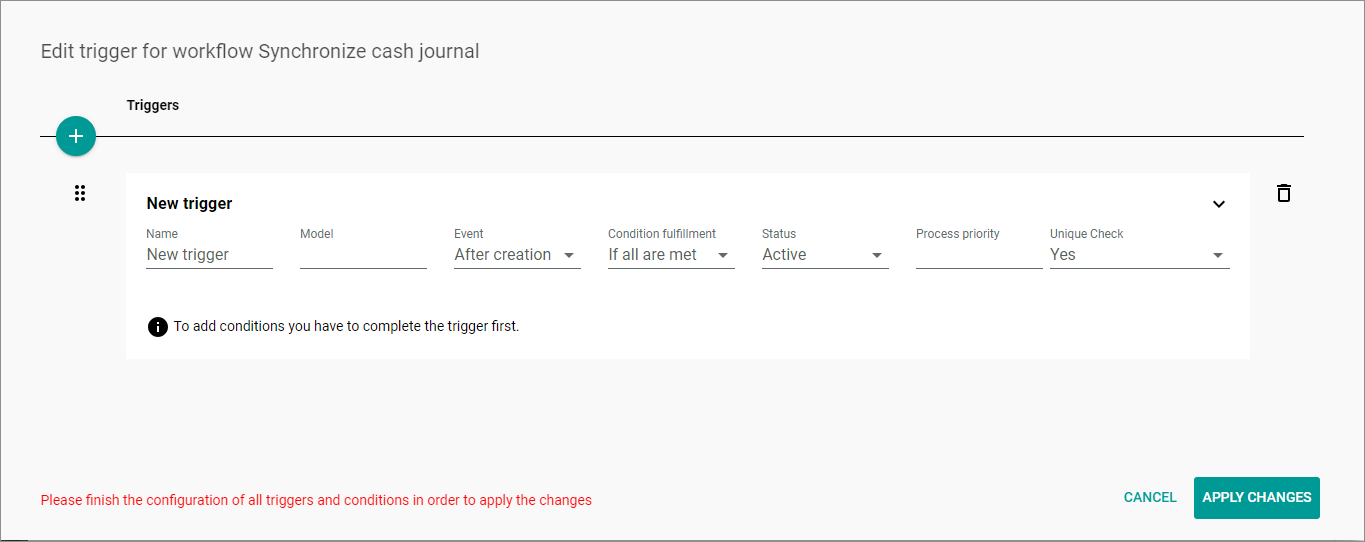 Edit trigger for workflow Synchronize cash journal
Triggers
New trigger
Name Model Event Condition fulfillment Status Process priority Unique Check
New trigger After creation If all are met Active Yes
To add conditions you have to complete the trigger first.
Please finish the configuration of all triggers and conditions in order to apply the changes
CANCEL APPLY CHANGES